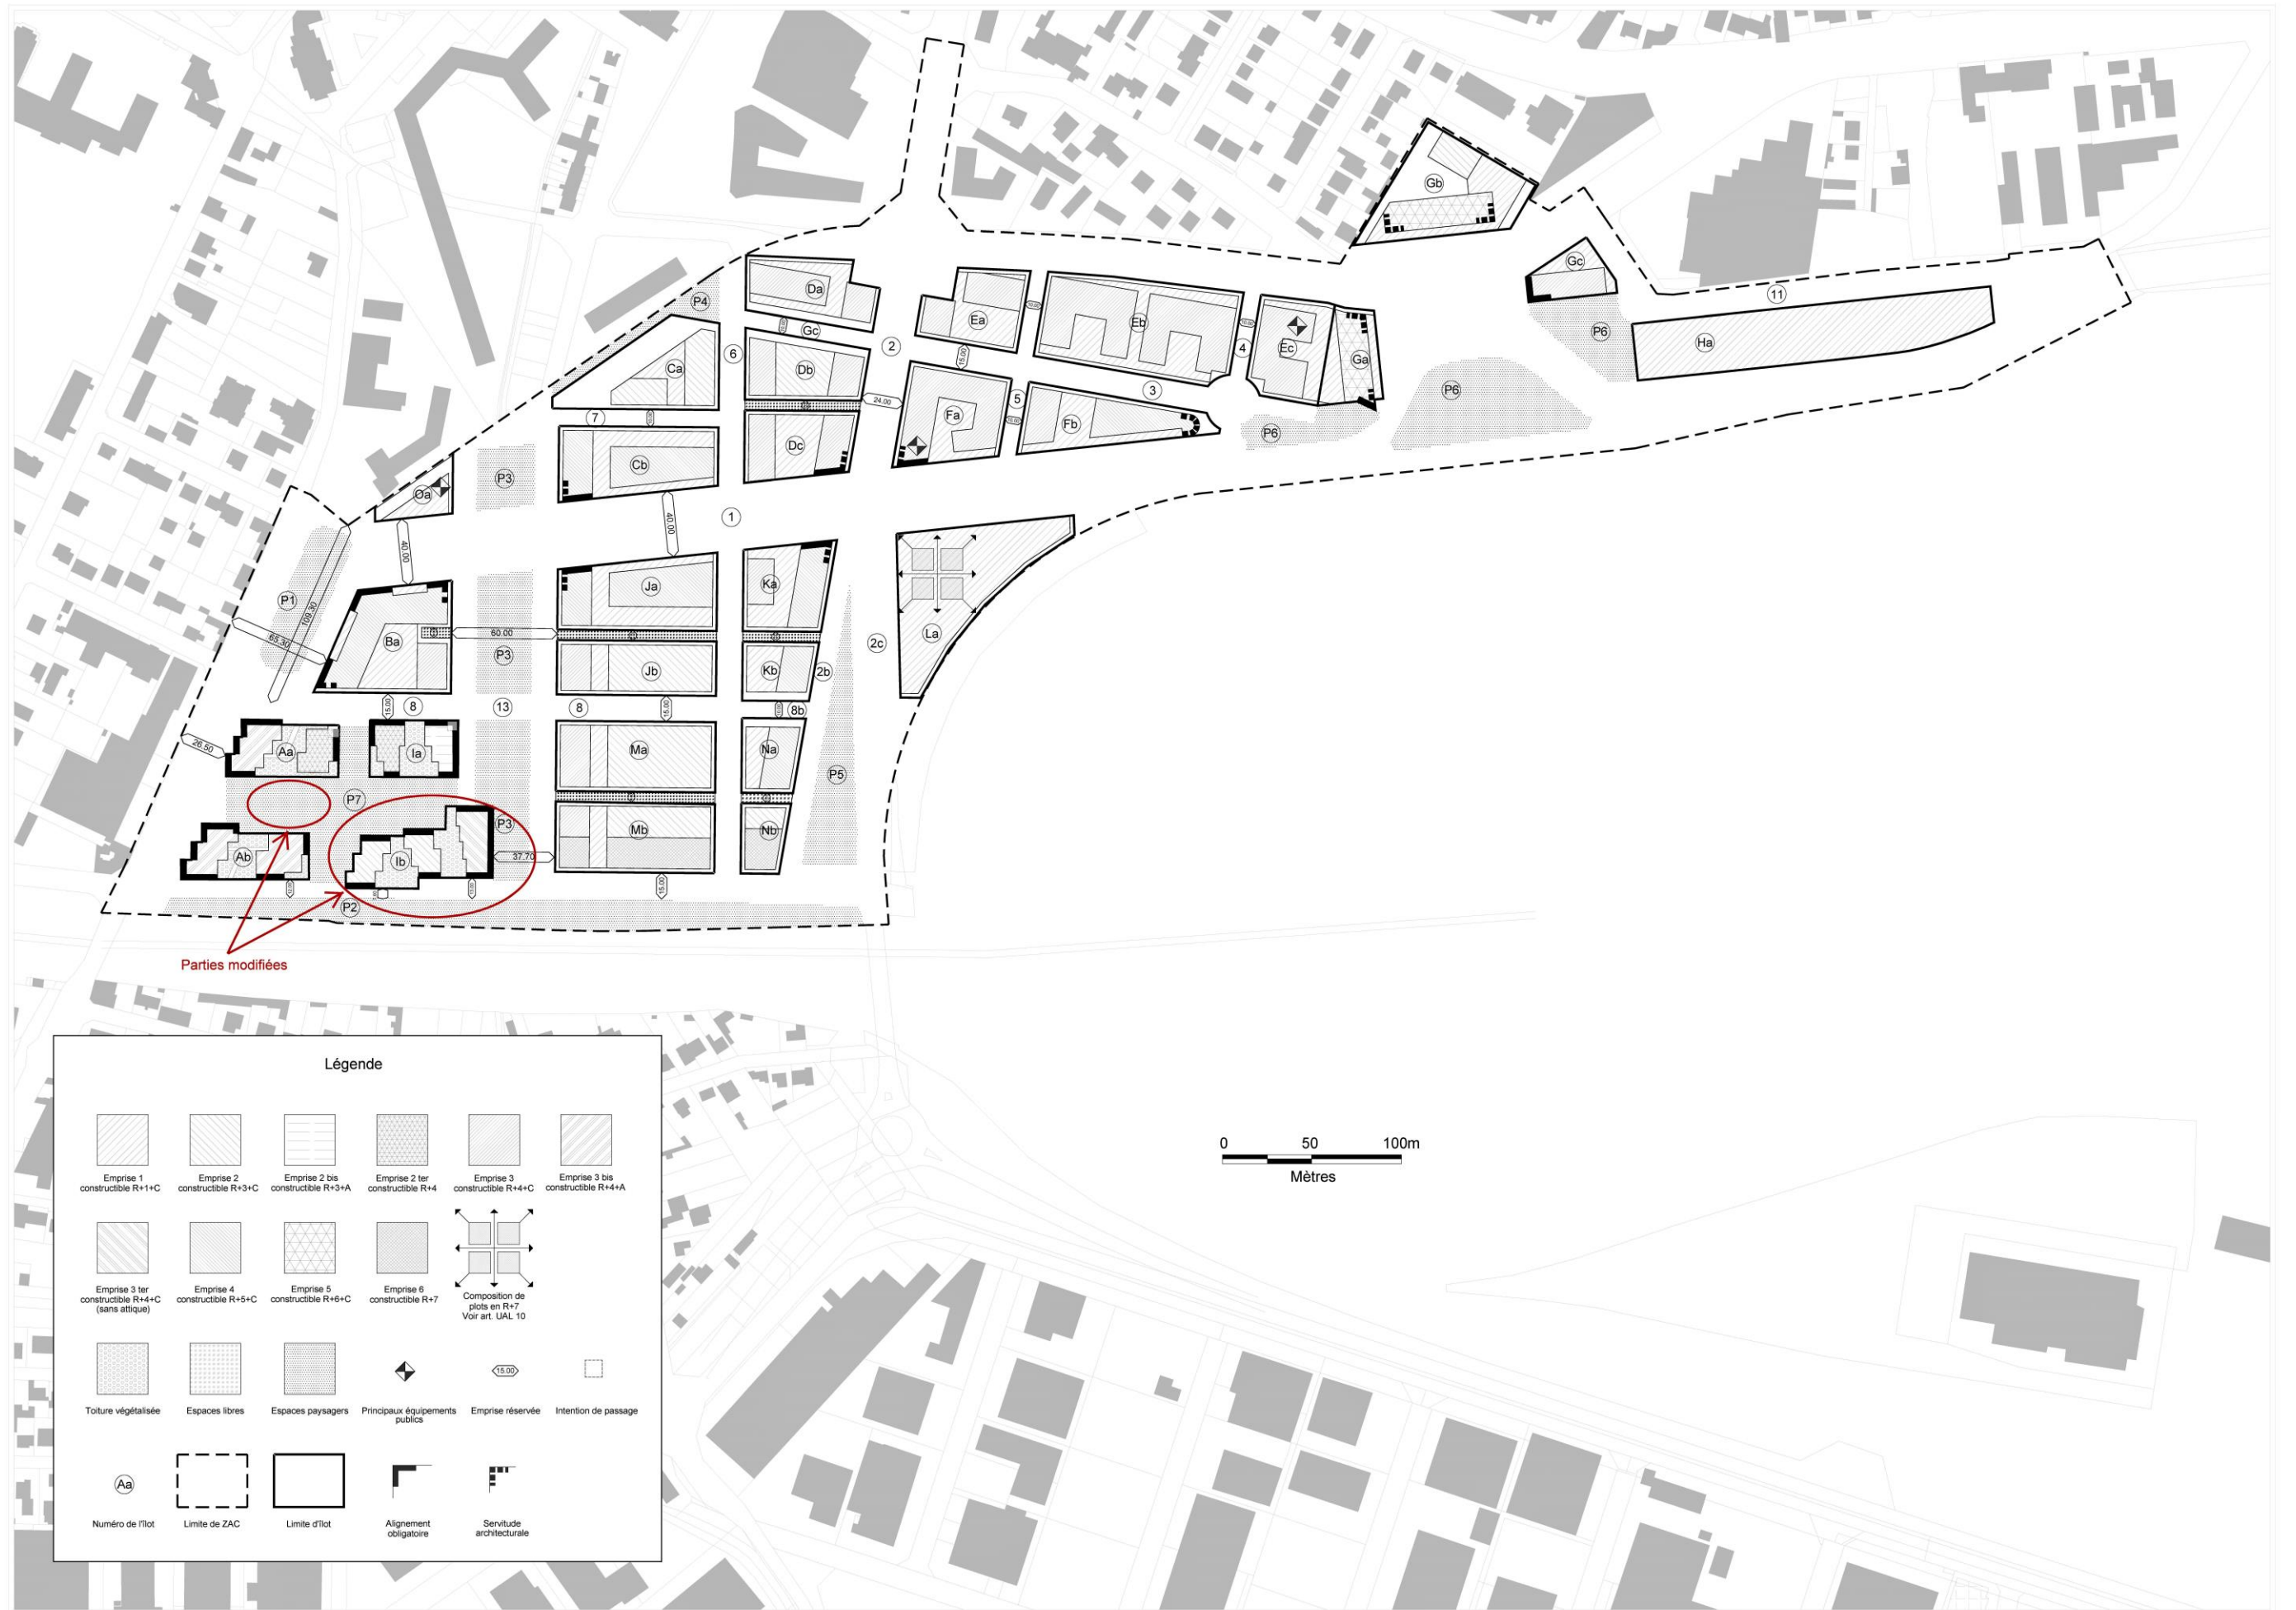 Gb
Gc
Da
P4
11
Ea
Eb
P6
Gc
2
6
4
Ec
Ga
Ha
Ca
Db
15.00
3
P6
24.00
5
7
Fa
Fb
P6
Dc
Cb
P3
Oa
1
40.00
40.00
P1
109.30
65.30
Ja
Ka
Ba
60.00
La
2c
P3
Jb
Kb
2b
15.00
8
13
8
15.00
8b
26.50
Aa
Ia
Ma
Na
P5
P7
P3
Mb
Nb
Ab
Ib
37.70
15.00
P2
Parties modifiées
Légende
Emprise 1
constructible R+1+C
Emprise 2
constructible R+3+C
Emprise 2 bis
constructible R+3+A
Emprise 2 ter
constructible R+4
Emprise 3
constructible R+4+C
Emprise 3 bis
constructible R+4+A
Emprise 3 ter
constructible R+4+C
(sans attique)
Emprise 4
constructible R+5+C
Emprise 5
constructible R+6+C
Emprise 6
constructible R+7
Composition de
plots en R+7
Voir art. UAL 10
Toiture végétalisée
Espaces libres
Espaces paysagers
Principaux équipements
publics
15.00
Emprise réservée
Intention de passage
Aa
Numéro de l'îlot
Limite de ZAC
Limite d'îlot
Alignement
obligatoire
Servitude
architecturale
0 50 100m
Mètres